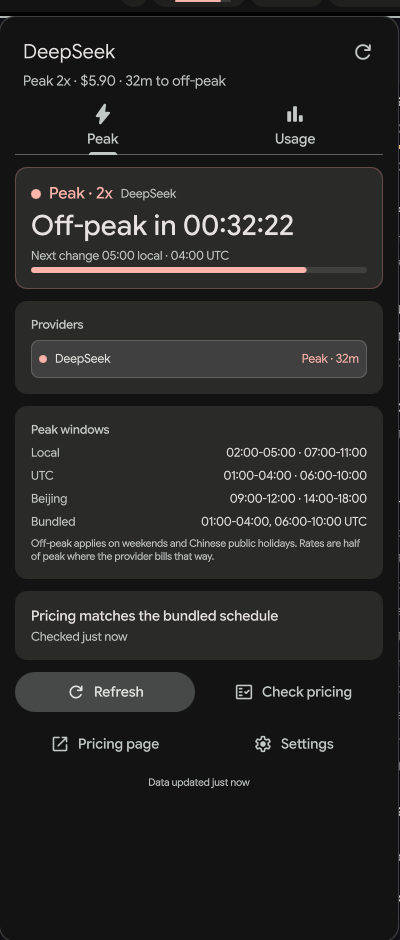 DeepSeek
Peak 2x · $5.90 · 32m to off-peak
Peak
Usage
Peak · 2x DeepSeek
Off-peak in 00:32:22
Next change 05:00 local · 04:00 UTC
Providers
DeepSeek Peak · 32m
Peak windows
Local 02:00-05:00 · 07:00-11:00
UTC 01:00-04:00 · 06:00-10:00
Beijing 09:00-12:00 · 14:00-18:00
Bundled 01:00-04:00, 06:00-10:00 UTC
Off-peak applies on weekends and Chinese public holidays. Rates are half
of peak where the provider bills that way.
Pricing matches the bundled schedule
Checked just now
Refresh
Check pricing
Pricing page
Settings
Data updated just now